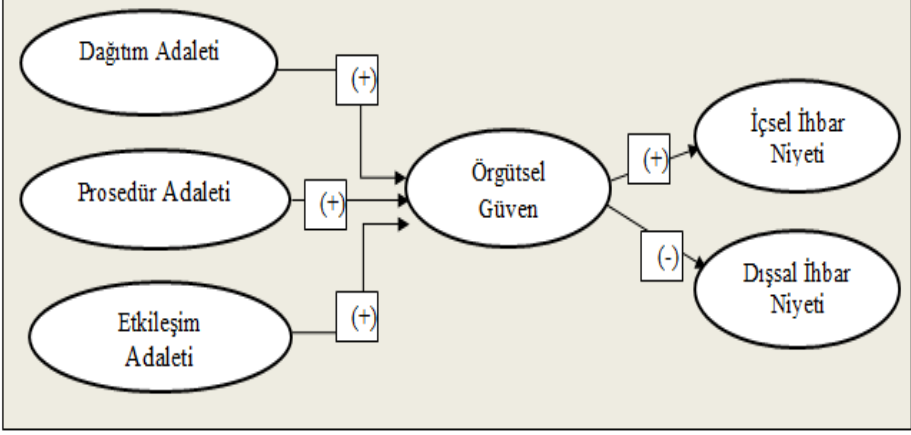 Dağıtım Adaleti
(+)
Prosedür Adaleti
(+)
Etkileşim
Adaleti
(+)
Örgütsel
Güven
(+)
İçsel İhbar
Niyeti
(-)
Dışsal İhbar
Niyeti